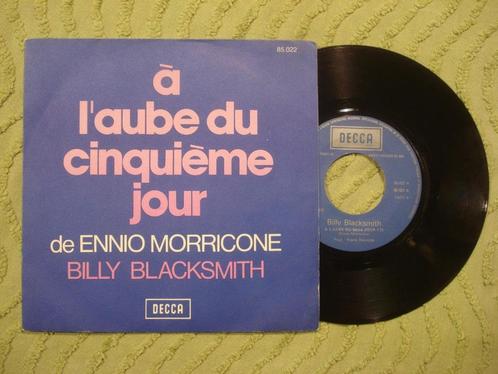 85.022
à
l'aube du
cinquième
jour
de ENNIO MORRICONE
BILLY BLACKSMITH
DECCA
DECCA
Billy Blacksmith